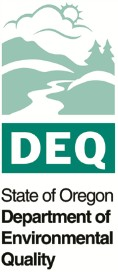 DEQ
State of Oregon
Department of
Environmental
Quality